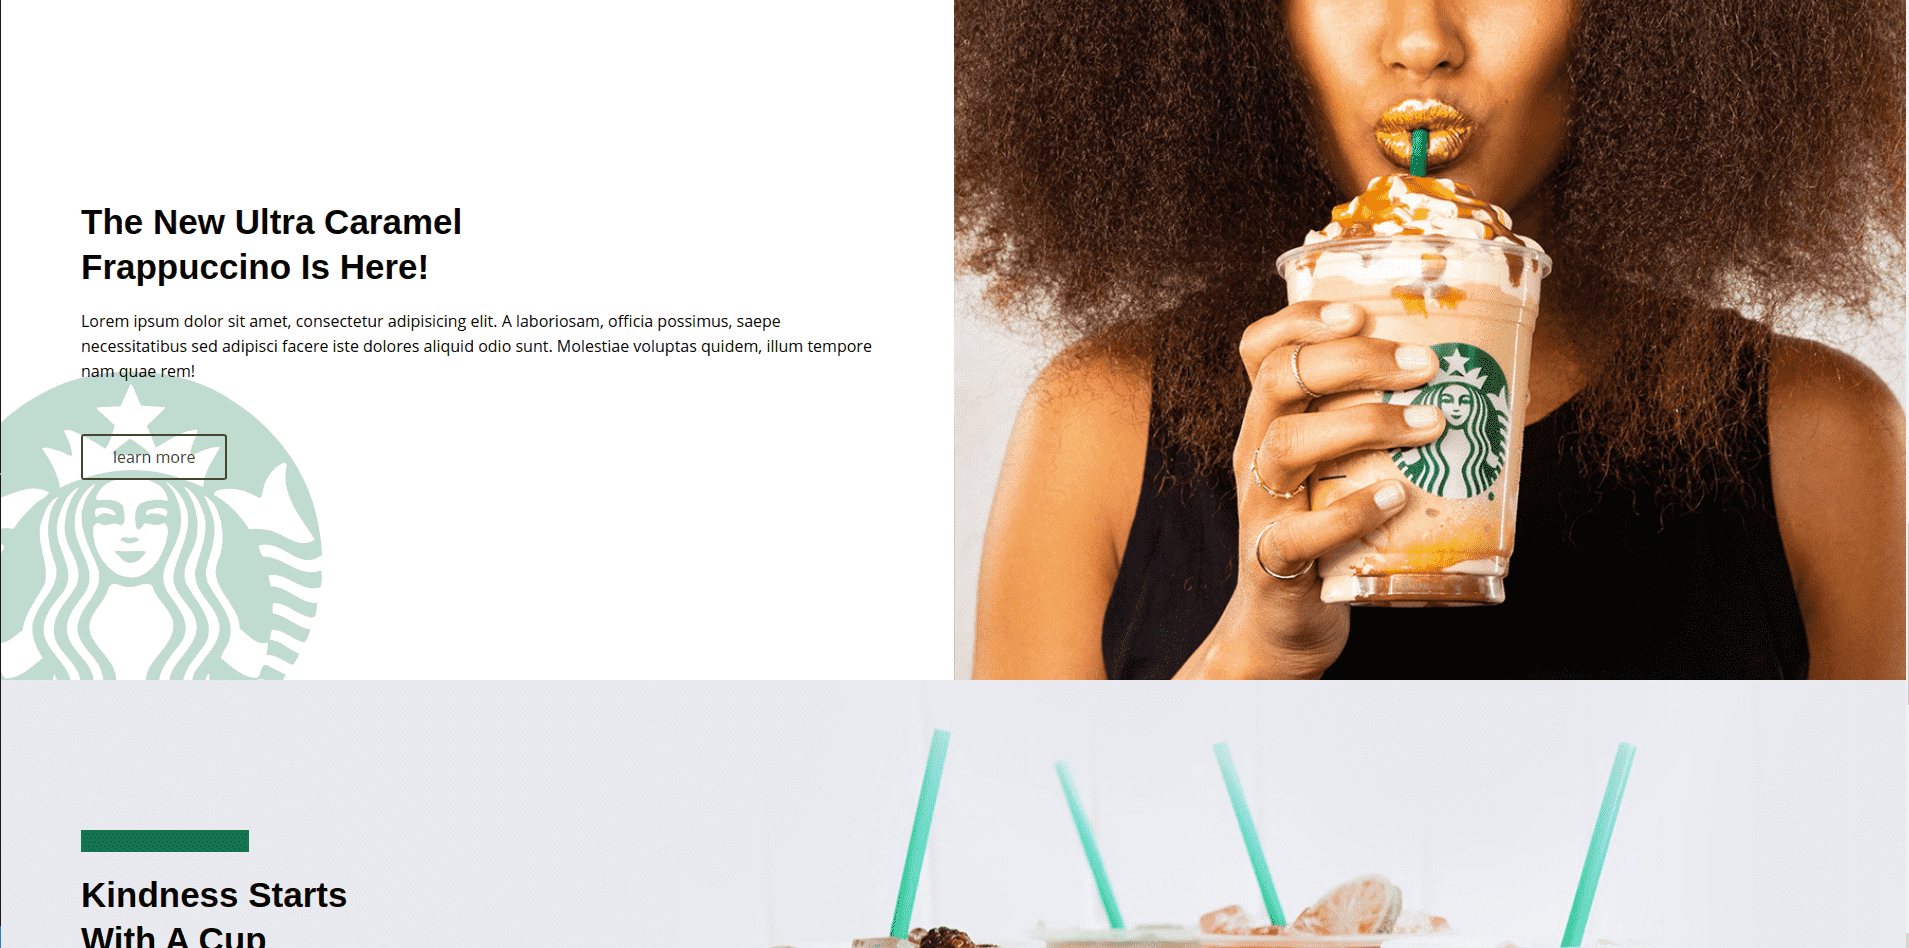 The New Ultra Caramel
Frappuccino Is Here!
Lorem ipsum dolor sit amet, consectetur adipisicing elit. A laboriosam, officia possimus, saepe
necessitatibus sed adipisci facere iste dolores aliquid odio sunt. Molestiae voluptas quidem, illum tempore
nam quae rem!
learn more
Kindness Starts
With A Cup